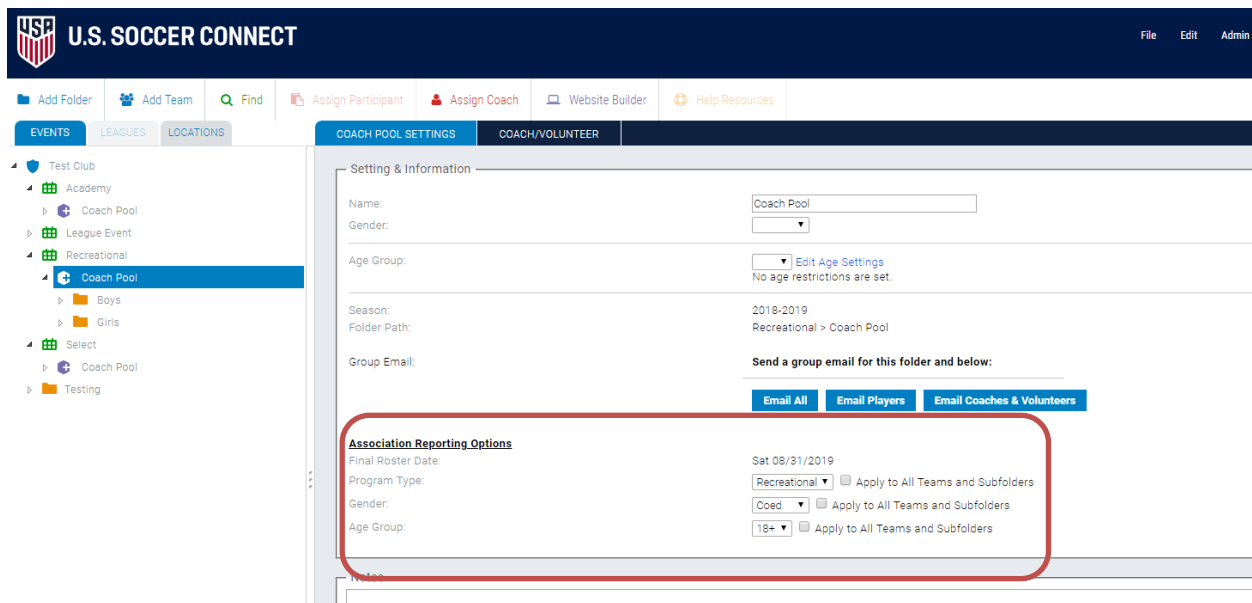 USA
U.S. SOCCER CONNECT
File Edit Admin
Add Folder Add Team Find Assign Participant Assign Coach Website Builder Help Resources
EVENTS LEAGUES LOCATIONS
COACH POOL SETTINGS COACH/VOLUNTEER
Test Club
Academy
Coach Pool
League Event
Recreational
Coach Pool
Boys
Girls
Select
Coach Pool
Testing
Setting & Information
Name: Coach Pool
Gender:
Age Group: Edit Age Settings
No age restrictions are set.
Season: 2018-2019
Folder Path: Recreational > Coach Pool
Group Email: Send a group email for this folder and below:
Email All Email Players Email Coaches & Volunteers
Association Reporting Options
Final Roster Date: Sat 08/31/2019
Program Type: Recreational Apply to All Teams and Subfolders
Gender: Coed Apply to All Teams and Subfolders
Age Group: 18+ Apply to All Teams and Subfolders
Notes